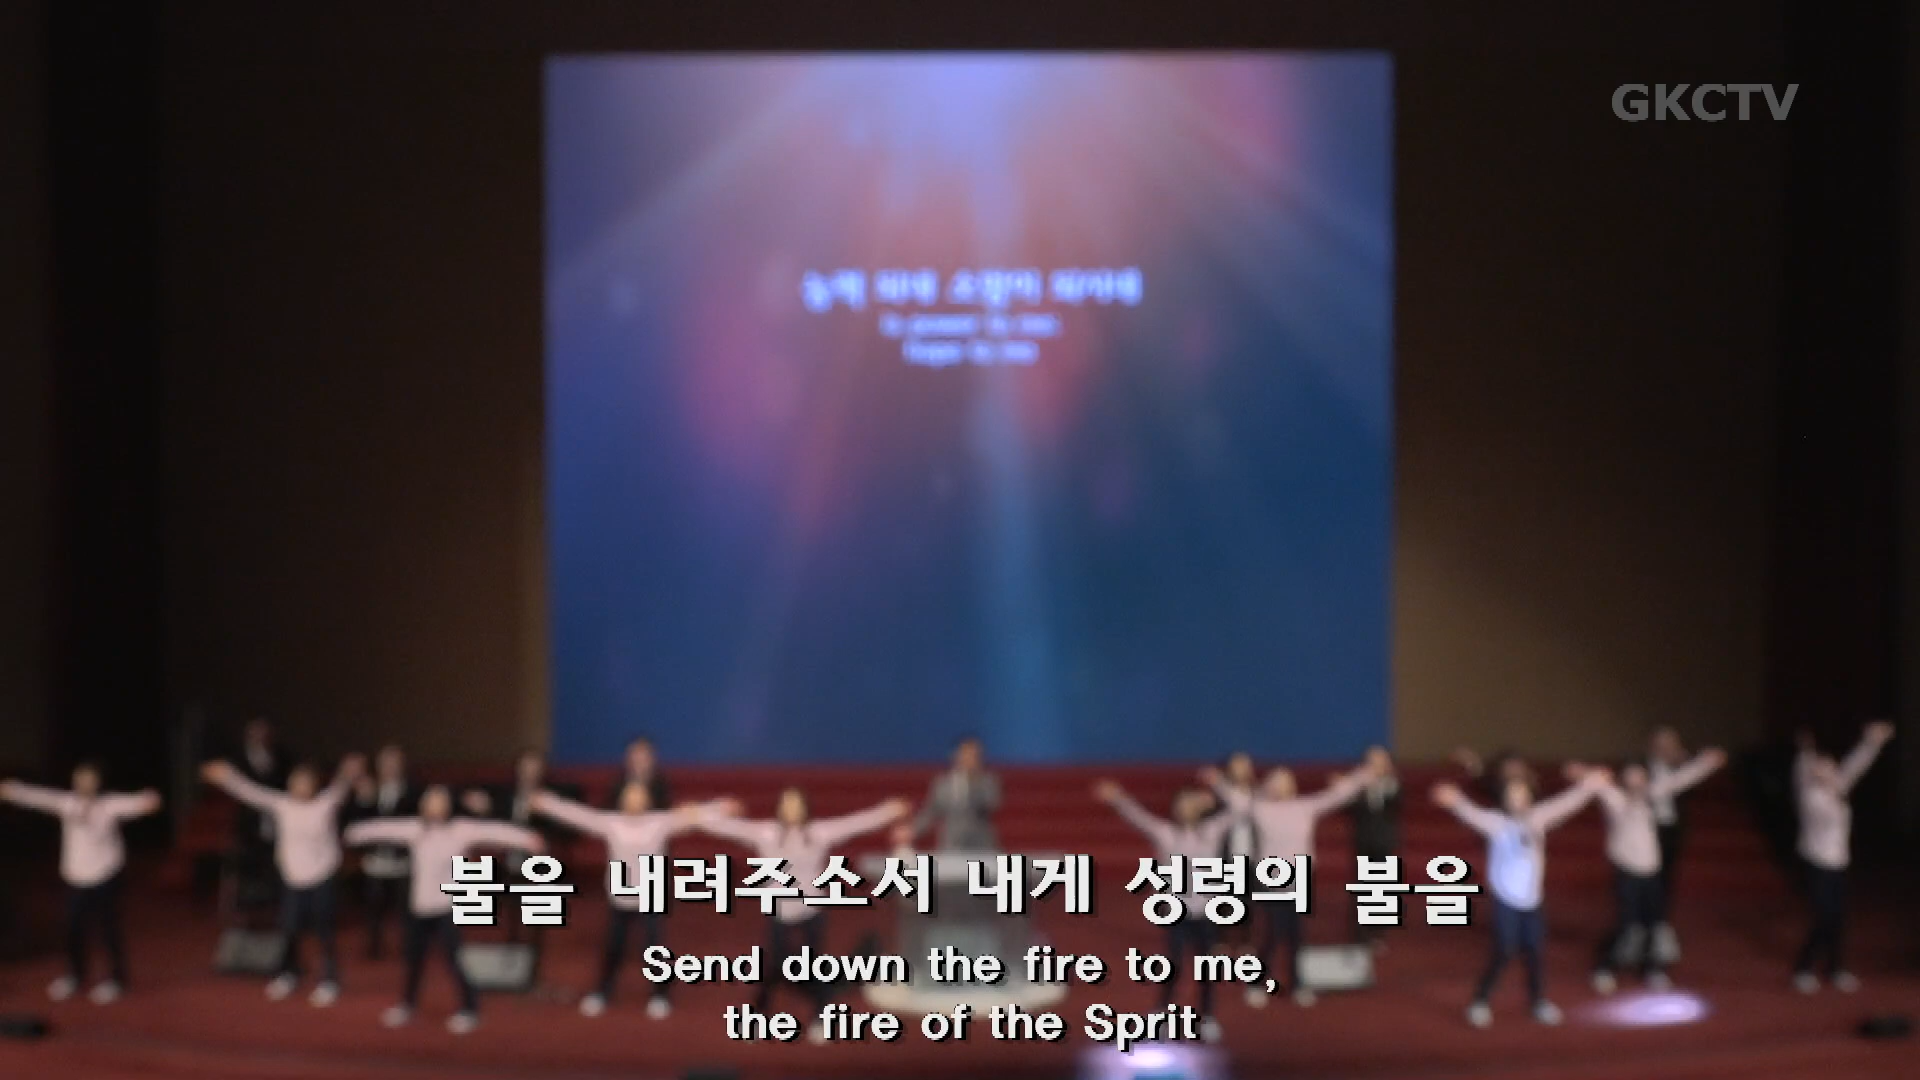 GKCTV
불을 내려주소서 내게 성령의 불을
Send down the fire to me,
the fire of the Sprit